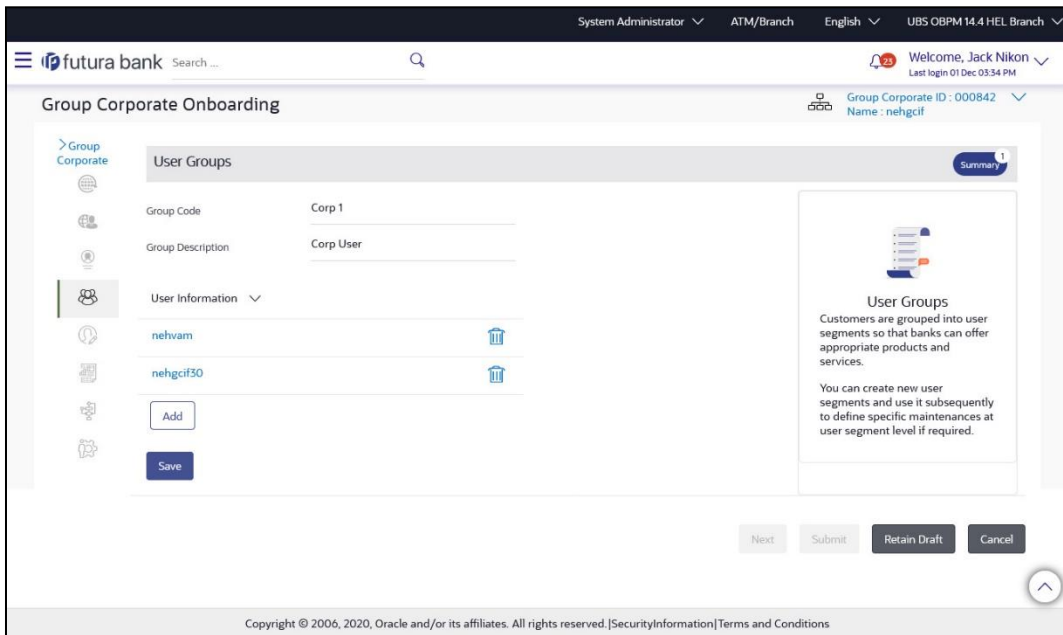 System Administrator ATM/Branch English UBS OBPM 14.4 HEL Branch
futura bank Search ... 23 Welcome, Jack Nikon
Last login 01 Dec 03:34 PM
Group Corporate Onboarding
Group Corporate ID : 000842
Name : nehgcif
Group
Corporate
User Groups
Summary 1
Group Code Corp 1
Group Description Corp User
User Information
nehvam
nehgcif30
Add
Save
User Groups
Customers are grouped into user
segments so that banks can offer
appropriate products and
services.
You can create new user
segments and use it subsequently
to define specific maintenances at
user segment level if required.
Next Submit Retain Draft Cancel
Copyright © 2006, 2020, Oracle and/or its affiliates. All rights reserved.|SecurityInformation|Terms and Conditions